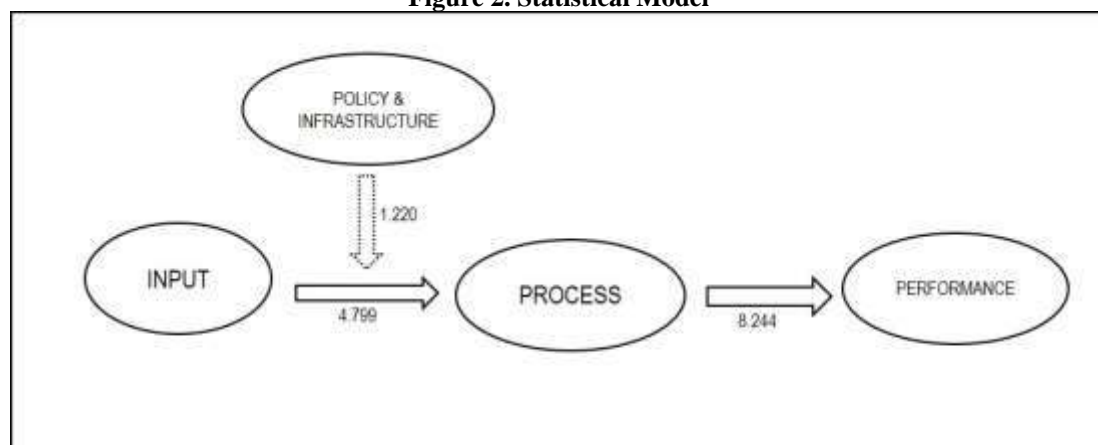 Figure 2. Statistical Model
POLICY &
INFRASTRUCTURE
1.220
INPUT
4.799
PROCESS
8.244
PERFORMANCE